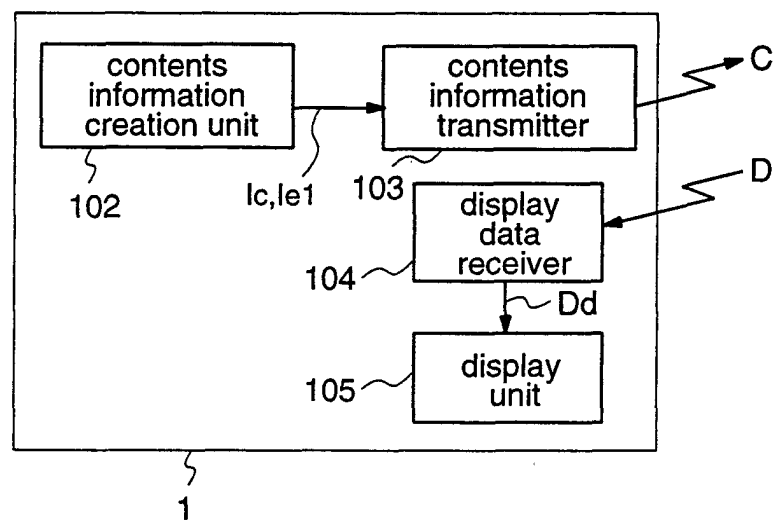 contents
information
creation unit
contents
information
transmitter
C
102
Ic,Ie1
103
D
display
data
receiver
104
Dd
display
unit
105
1